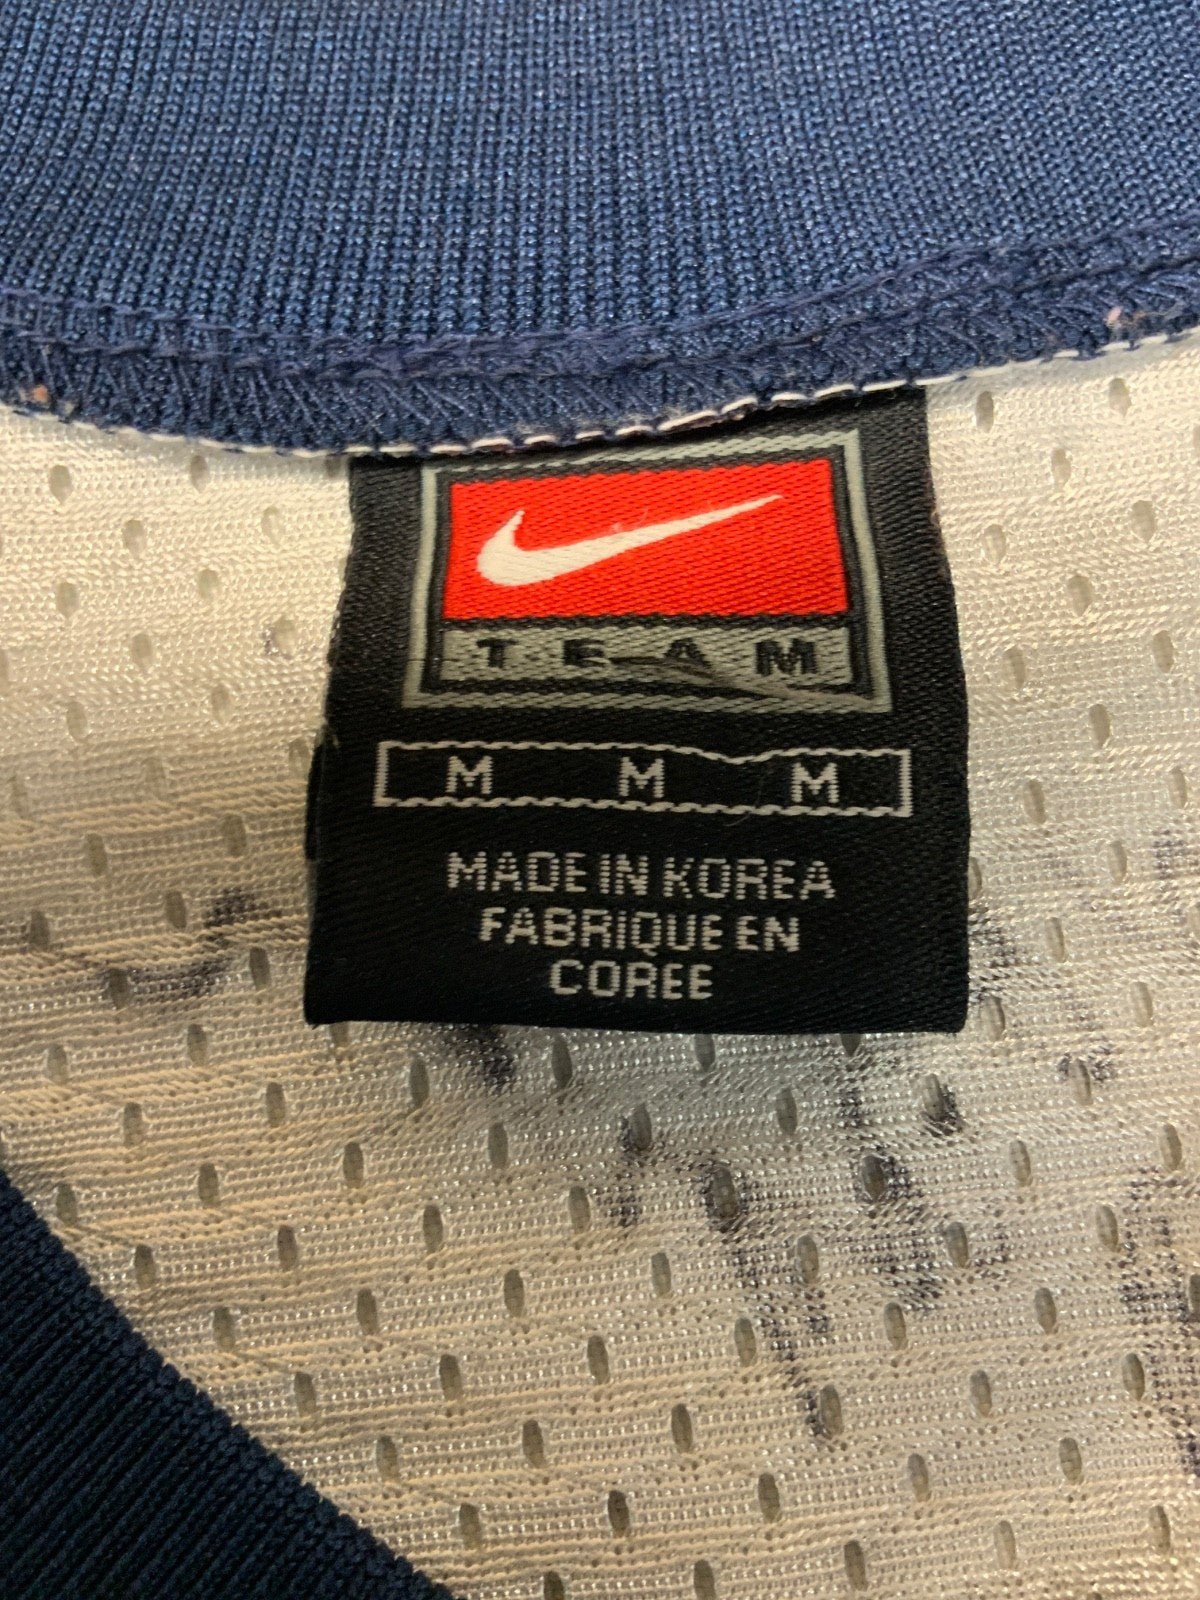 TEAM
M M M
MADE IN KOREA
FABRIQUE EN
COREE